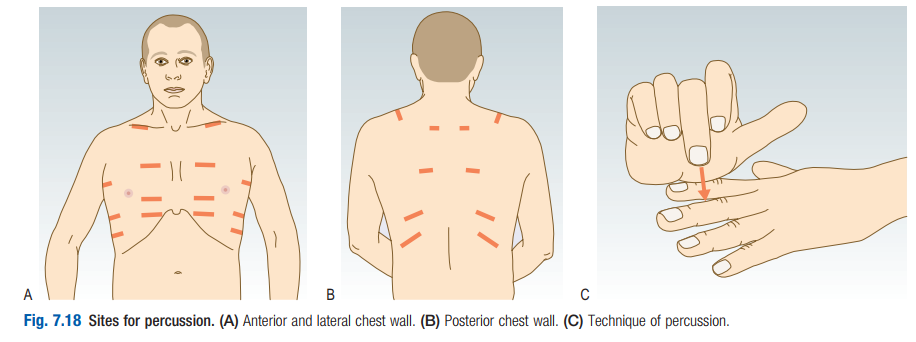 A
B
C
Fig. 7.18 Sites for percussion. (A) Anterior and lateral chest wall. (B) Posterior chest wall. (C) Technique of percussion.